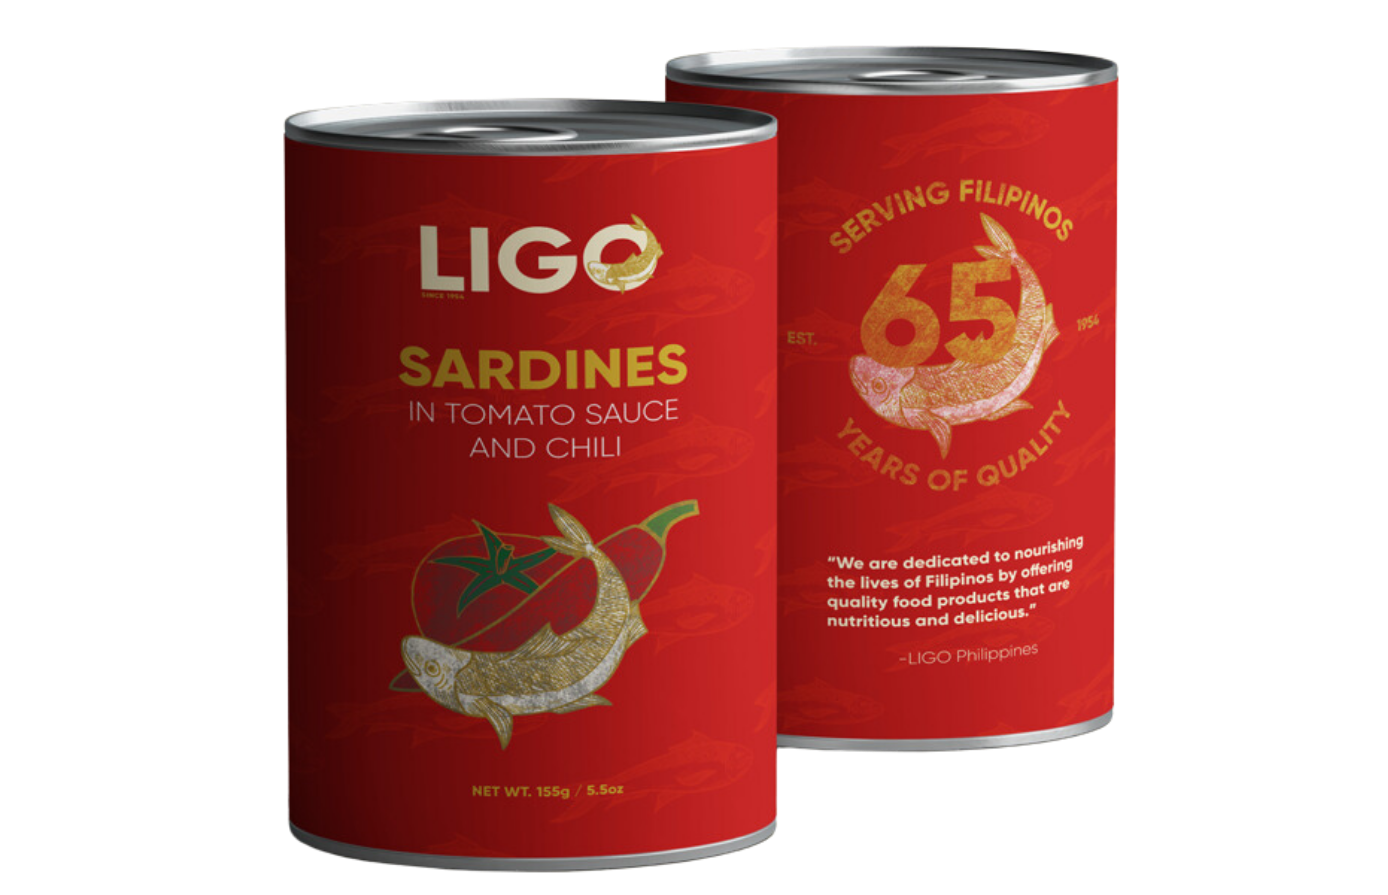 LIGO
SINCE 1954
SARDINES
IN TOMATO SAUCE
AND CHILI
NET WT. 155g / 5.5oz
SERVING FILIPINOS
65
EST. 1954
YEARS OF QUALITY
“We are dedicated to nourishing
the lives of Filipinos by offering
quality food products that are
nutritious and delicious.”
-LIGO Philippines